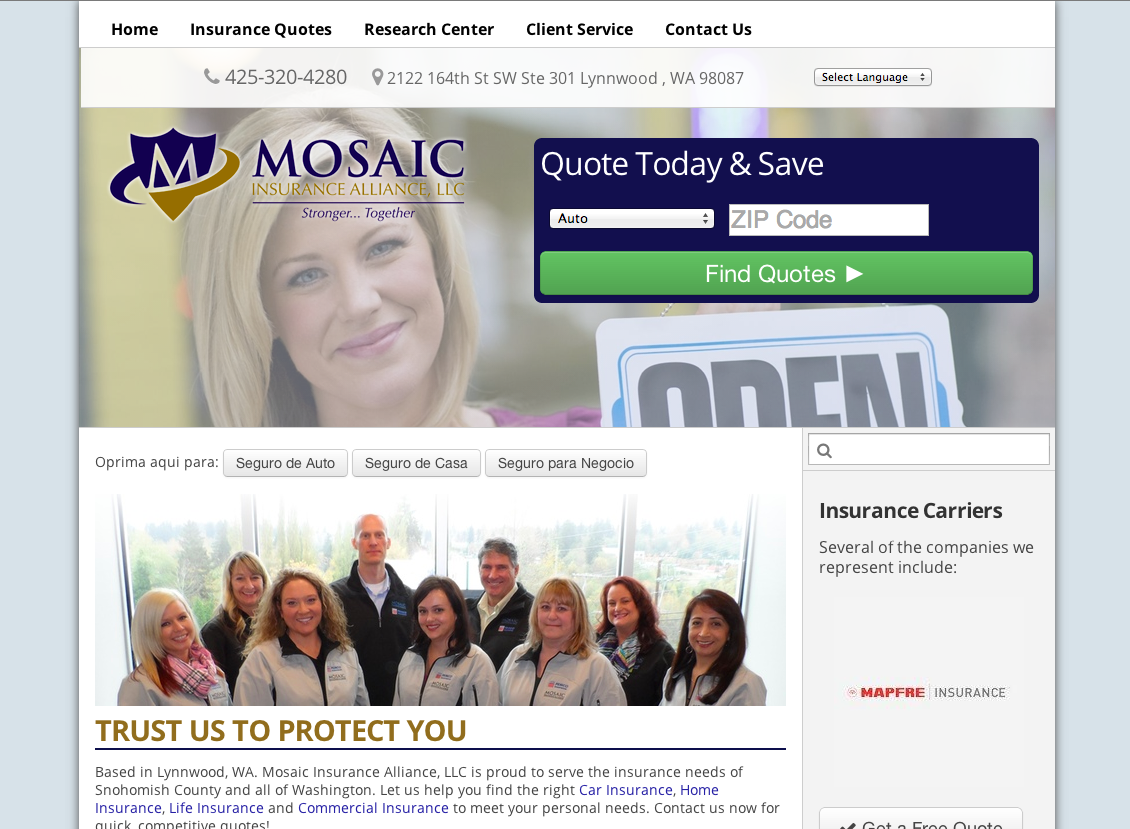 Home Insurance Quotes Research Center Client Service Contact Us
425-320-4280 2122 164th St SW Ste 301 Lynnwood , WA 98087 Select Language
M
MOSAIC
INSURANCE ALLIANCE, LLC
Stronger... Together
Quote Today & Save
Auto ZIP Code
Find Quotes ►
OPEN
Oprima aqui para: Seguro de Auto Seguro de Casa Seguro para Negocio
Insurance Carriers
Several of the companies we
represent include:
MAPFRE | INSURANCE
MOSAIC
TRUST US TO PROTECT YOU
Based in Lynnwood, WA. Mosaic Insurance Alliance, LLC is proud to serve the insurance needs of
Snohomish County and all of Washington. Let us help you find the right Car Insurance, Home
Insurance, Life Insurance and Commercial Insurance to meet your personal needs. Contact us now for
quick, competitive quotes!
Get a Free Quote